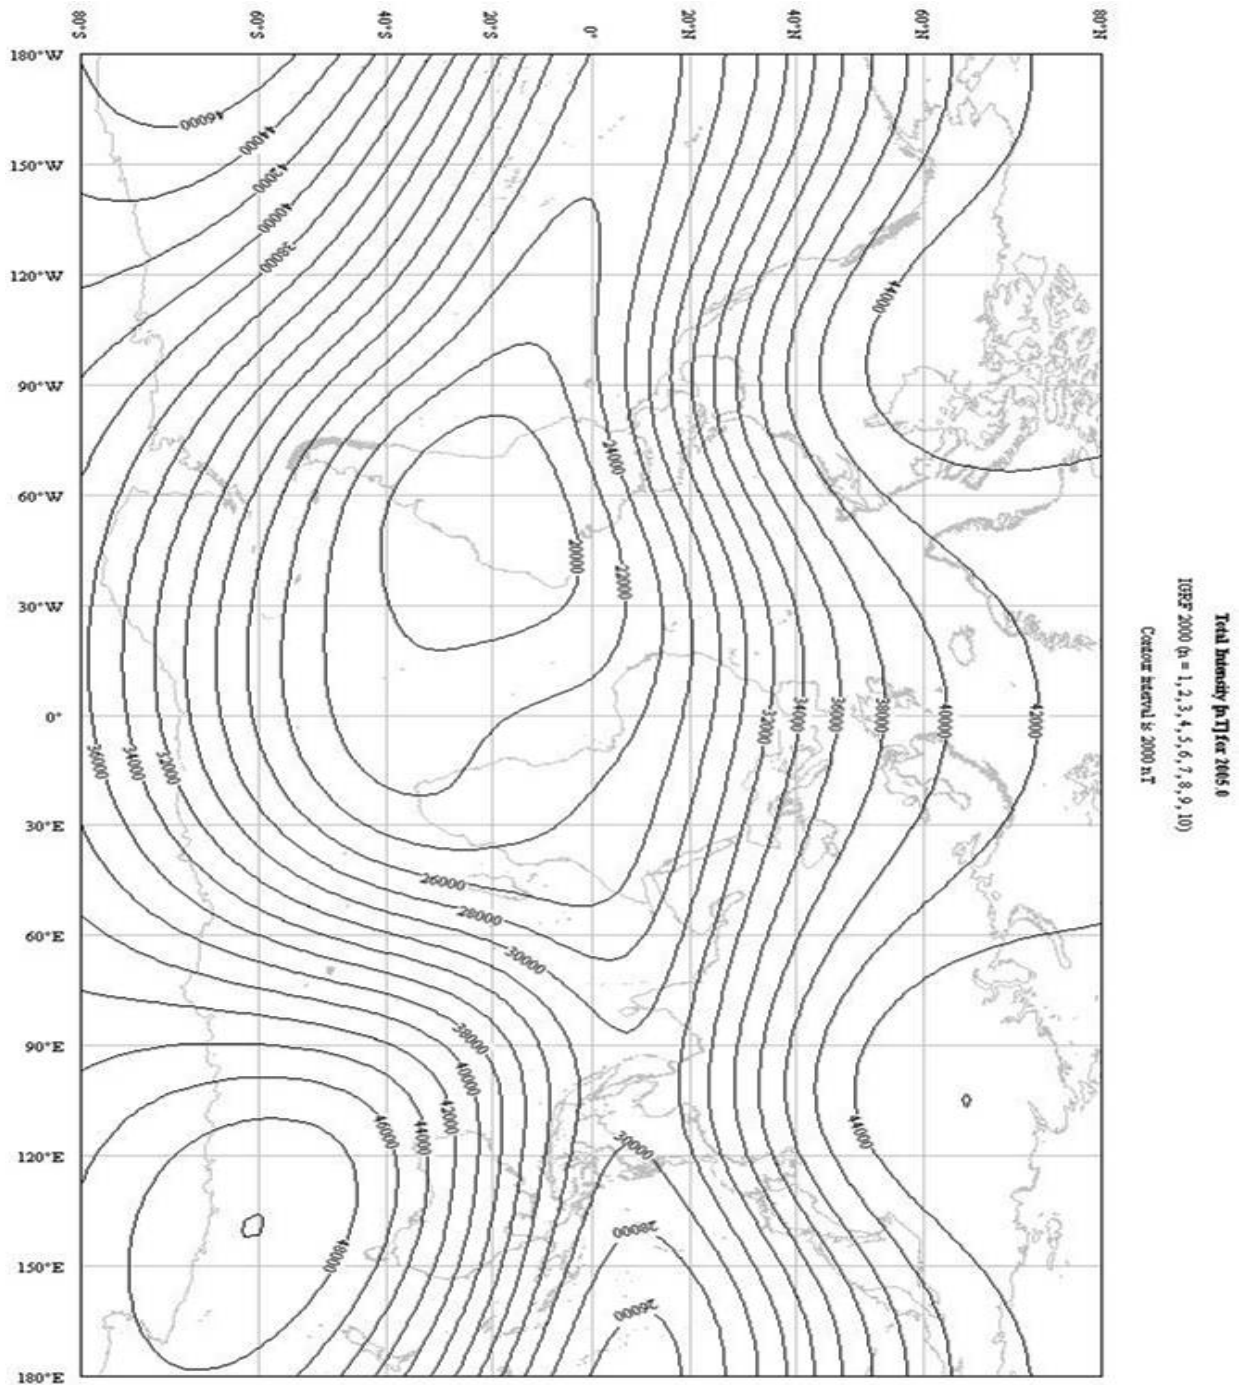 Total Intensity [nT] for 2005.0
IGRF 2000 (n = 1, 2, 3, 4, 5, 6, 7, 8, 9, 10)
Contour interval is 2000 nT
80°S
60°S
40°S
20°S
0°
20°N
40°N
60°N
80°N
180°W
150°W
120°W
90°W
60°W
30°W
0°
30°E
60°E
90°E
120°E
150°E
180°E
46000
44000
42000
40000
38000
44000
24000
20000
22000
32000
34000
36000
38000
40000
42000
36000
34000
32000
26000
28000
30000
38000
40000
42000
44000
46000
48000
30000
28000
26000
44000